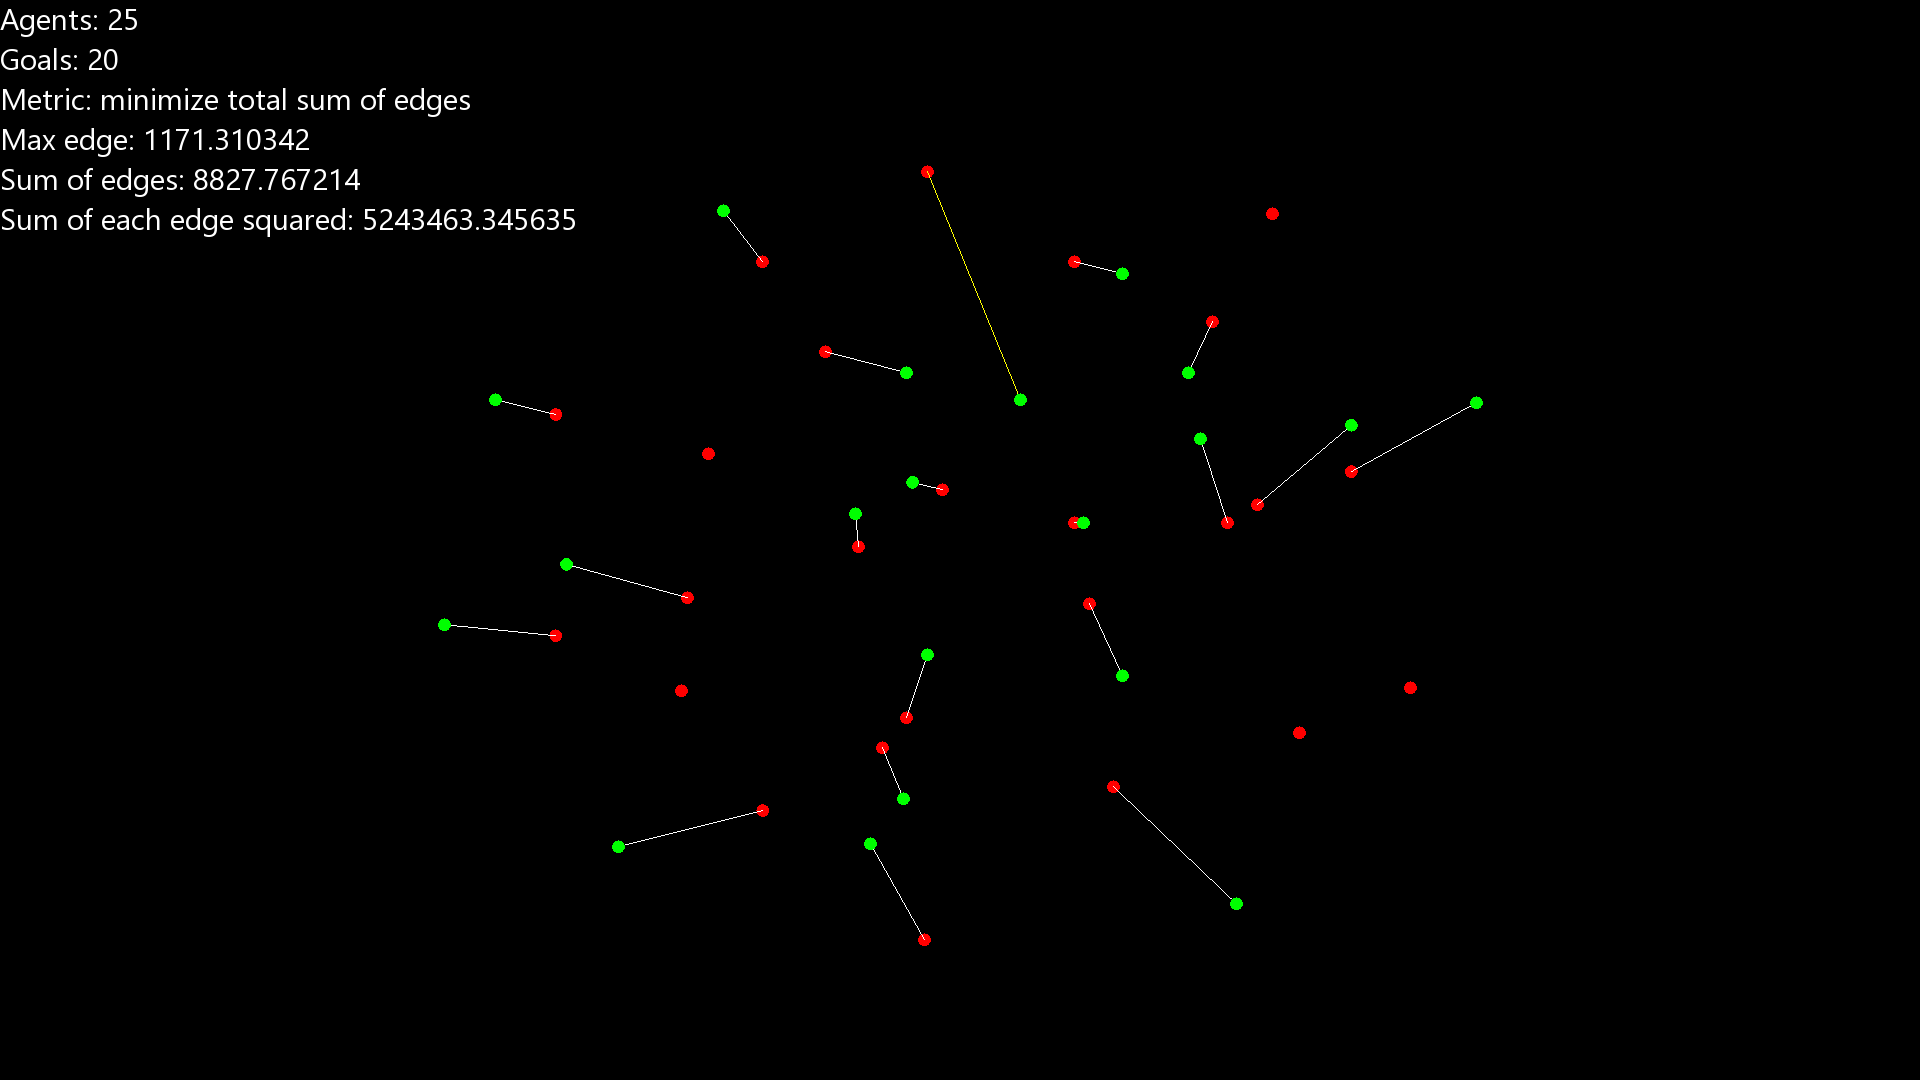 Agents: 25
Goals: 20
Metric: minimize total sum of edges
Max edge: 1171.310342
Sum of edges: 8827.767214
Sum of each edge squared: 5243463.345635